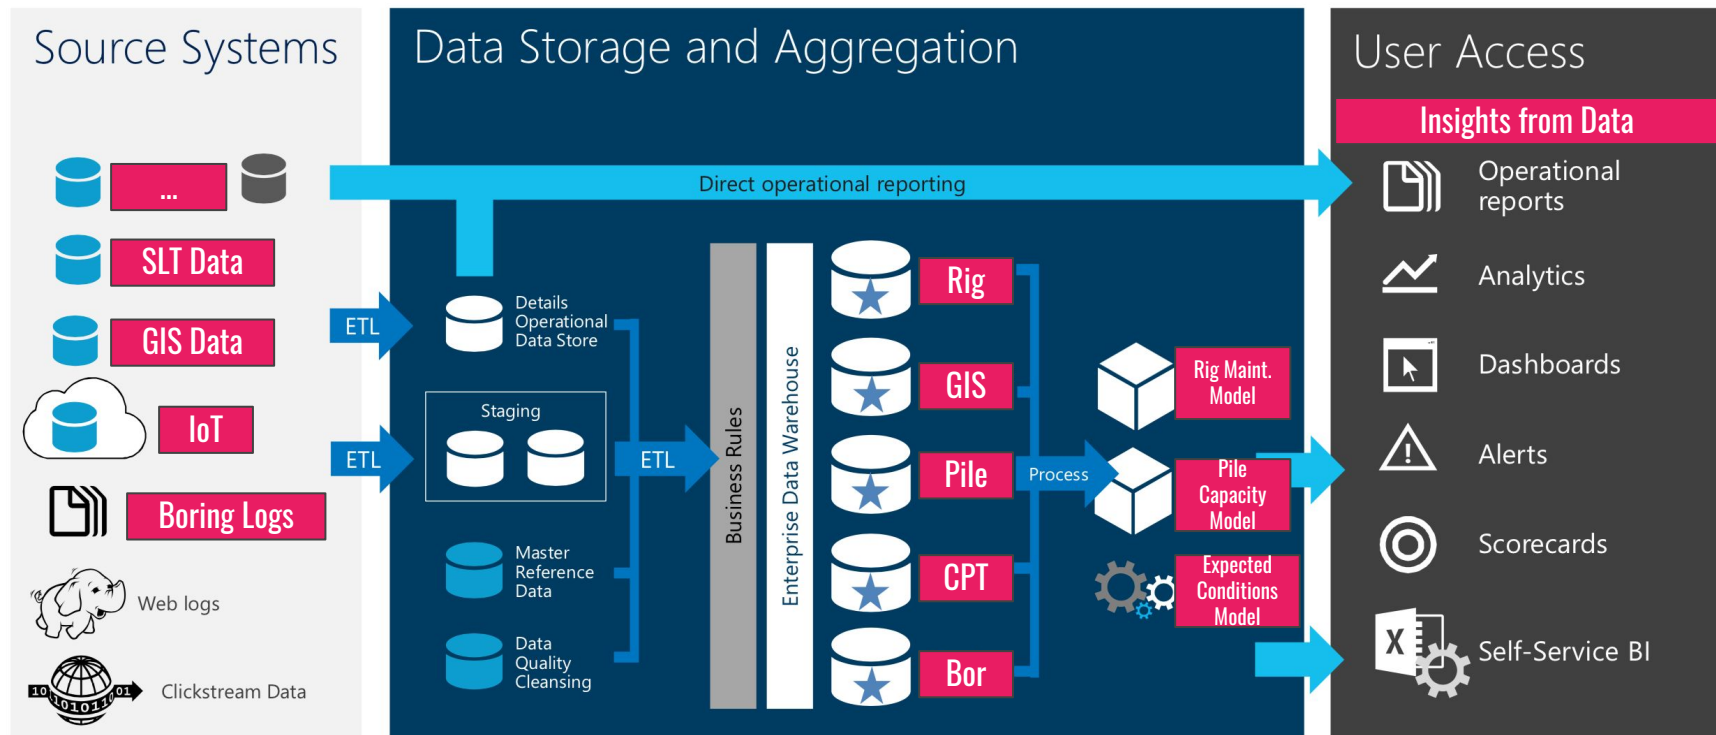 Source Systems
...
SLT Data
GIS Data
IoT
Boring Logs
Web logs
10
01
1010110
Clickstream Data
Data Storage and Aggregation
Direct operational reporting
ETL
ETL
Details
Operational
Data Store
Staging
Master
Reference
Data
Data
Quality
Cleansing
ETL
Business Rules
Enterprise Data Warehouse
Rig
GIS
Pile
CPT
Bor
Process
Rig Maint.
Model
Pile
Capacity
Model
Expected
Conditions
Model
User Access
Insights from Data
Operational
reports
Analytics
Dashboards
Alerts
Scorecards
X
Self-Service BI